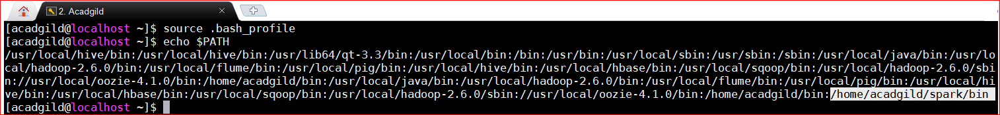 2. Acadgild
[acadgild@localhost ~]$ source .bash_profile
[acadgild@localhost ~]$ echo $PATH
/usr/local/hive/bin:/usr/local/hive/bin:/usr/lib64/qt-3.3/bin:/usr/local/bin:/bin:/usr/bin:/usr/local/sbin:/usr/sbin:/sbin:/usr/local/java/bin:/usr/lo
cal/hadoop-2.6.0/bin:/usr/local/flume/bin:/usr/local/pig/bin:/usr/local/hive/bin:/usr/local/hbase/bin:/usr/local/sqoop/bin:/usr/local/hadoop-2.6.0/sbi
n://usr/local/oozie-4.1.0/bin:/home/acadgild/bin:/usr/local/java/bin:/usr/local/hadoop-2.6.0/bin:/usr/local/flume/bin:/usr/local/pig/bin:/usr/local/hi
ve/bin:/usr/local/hbase/bin:/usr/local/sqoop/bin:/usr/local/hadoop-2.6.0/sbin://usr/local/oozie-4.1.0/bin:/home/acadgild/bin:/home/acadgild/spark/bin
[acadgild@localhost ~]$